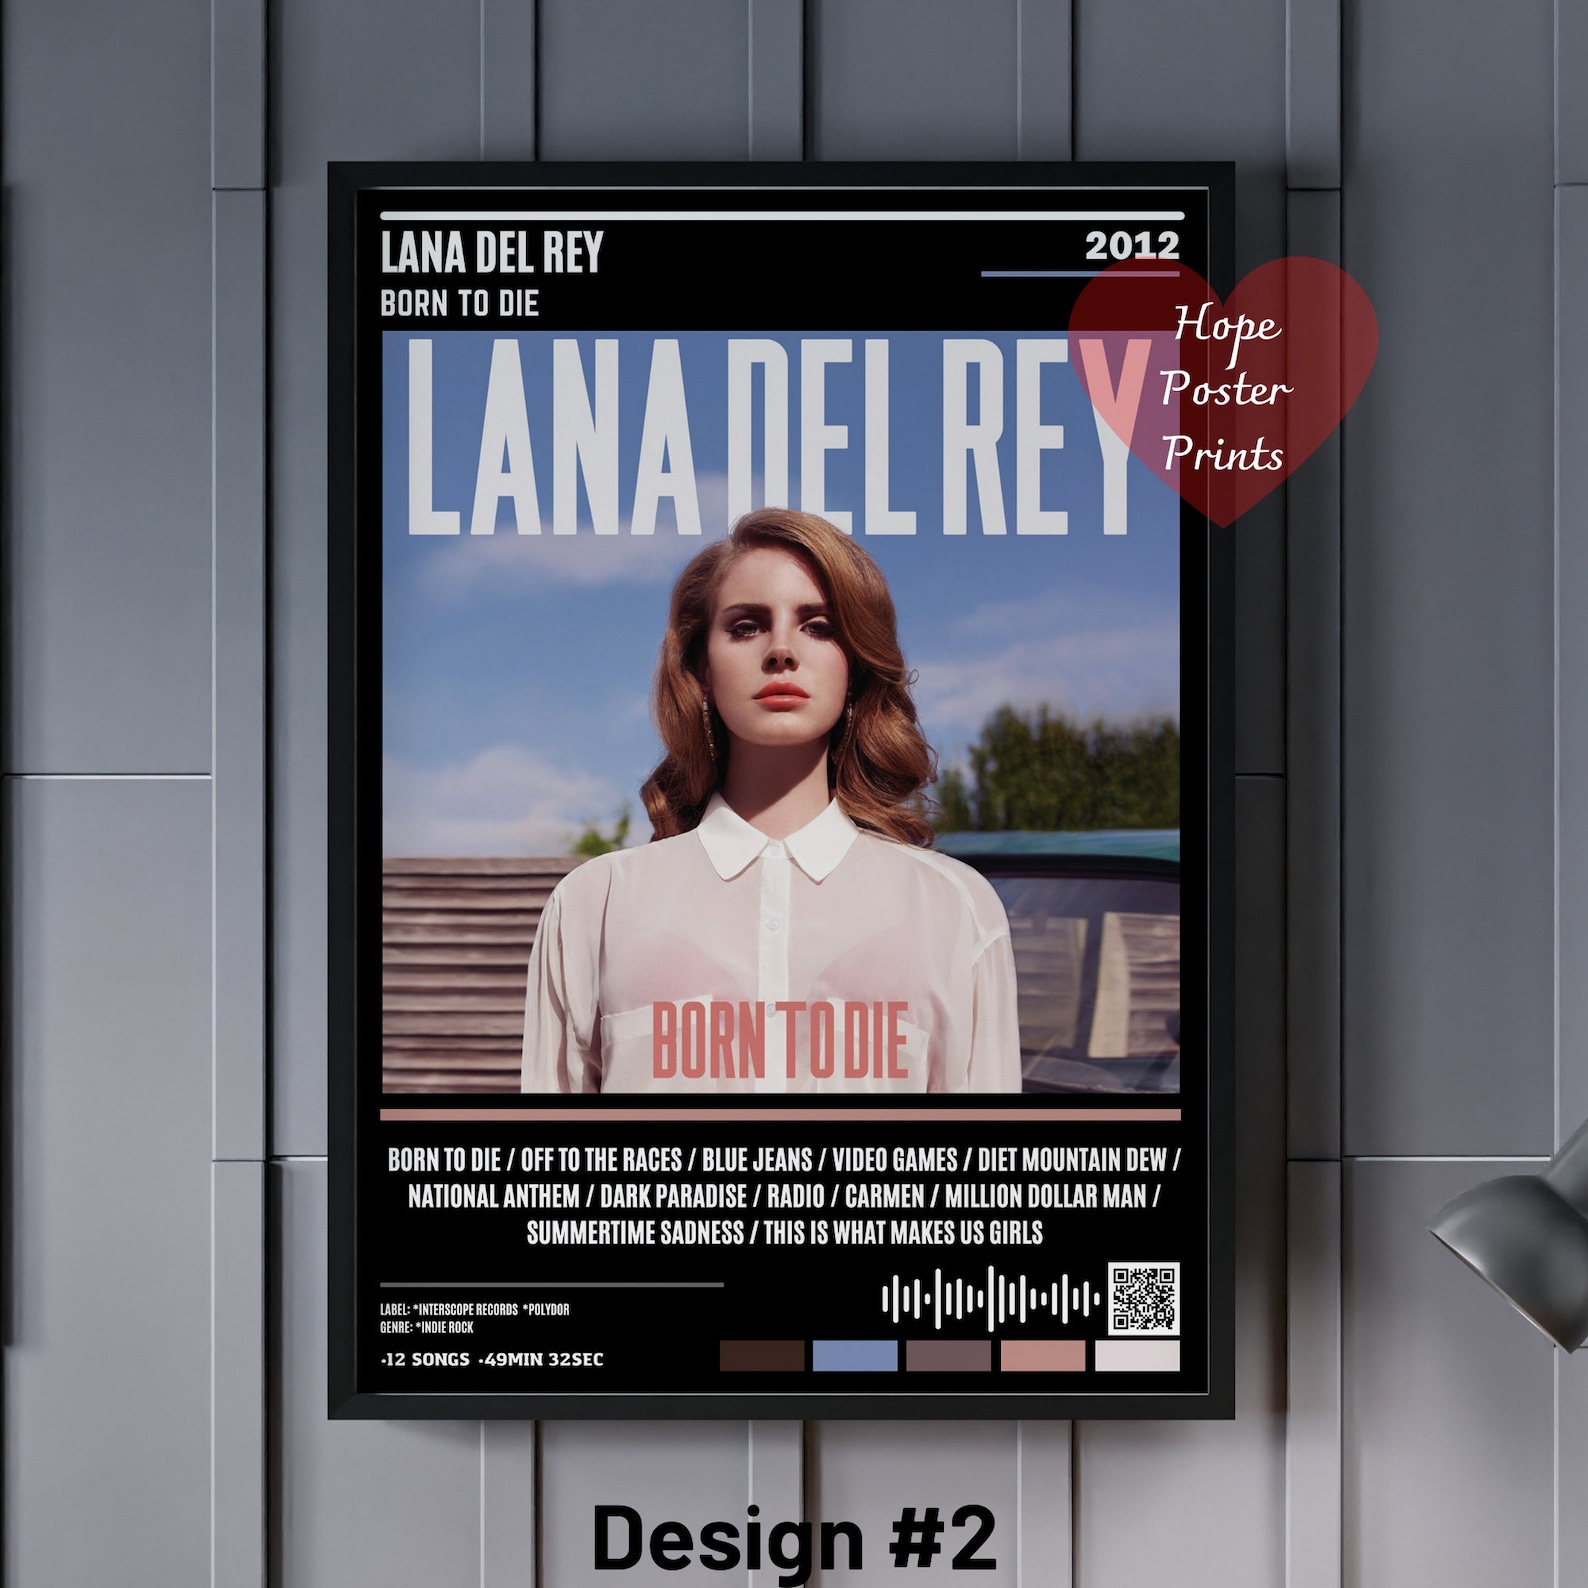 LANA DEL REY
2012
BORN TO DIE
LANA DEL REY
Hope
Poster
Prints
BORN TO DIE
BORN TO DIE / OFF TO THE RACES / BLUE JEANS / VIDEO GAMES / DIET MOUNTAIN DEW /
NATIONAL ANTHEM / DARK PARADISE / RADIO / CARMEN / MILLION DOLLAR MAN /
SUMMERTIME SADNESS / THIS IS WHAT MAKES US GIRLS
LABEL: *INTERSCOPE RECORDS *POLYDOR
GENRE: *INDIE ROCK
·12 SONGS ·49MIN 32SEC
Design #2